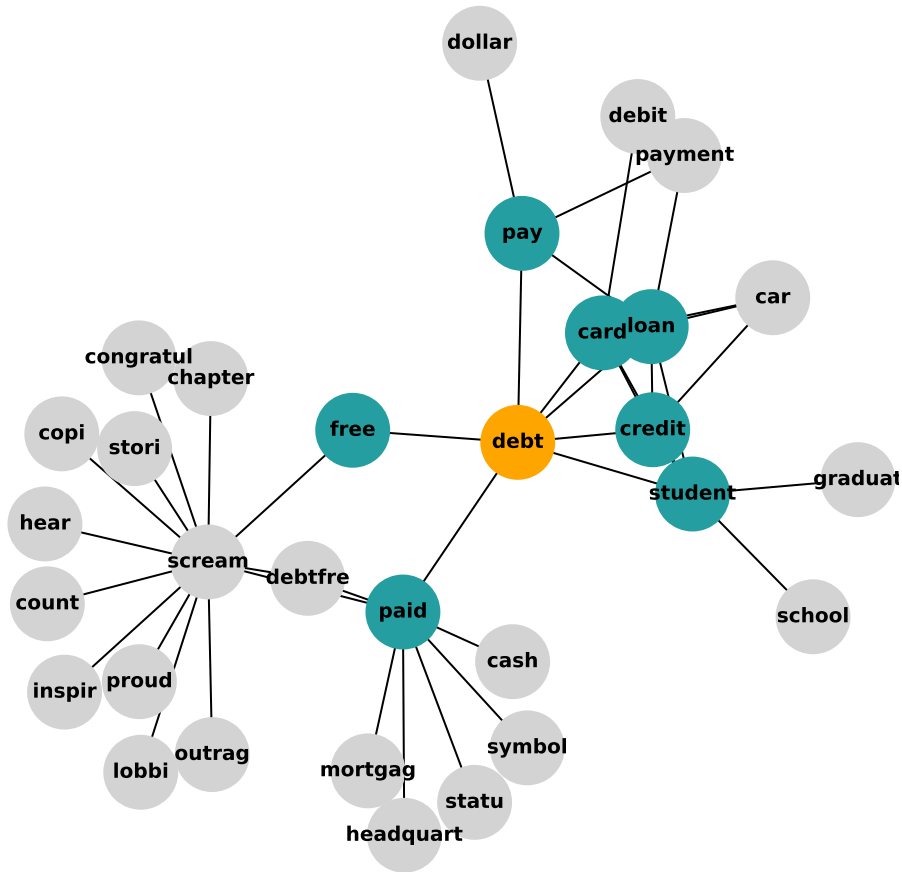 dollar
debit
payment
pay
car
card
loan
congratul
chapter
copi
stori
free
debt
credit
graduat
student
hear
scream
debtfre
count
paid
school
cash
proud
inspir
symbol
outrag
lobbi
mortgag
statu
headquart